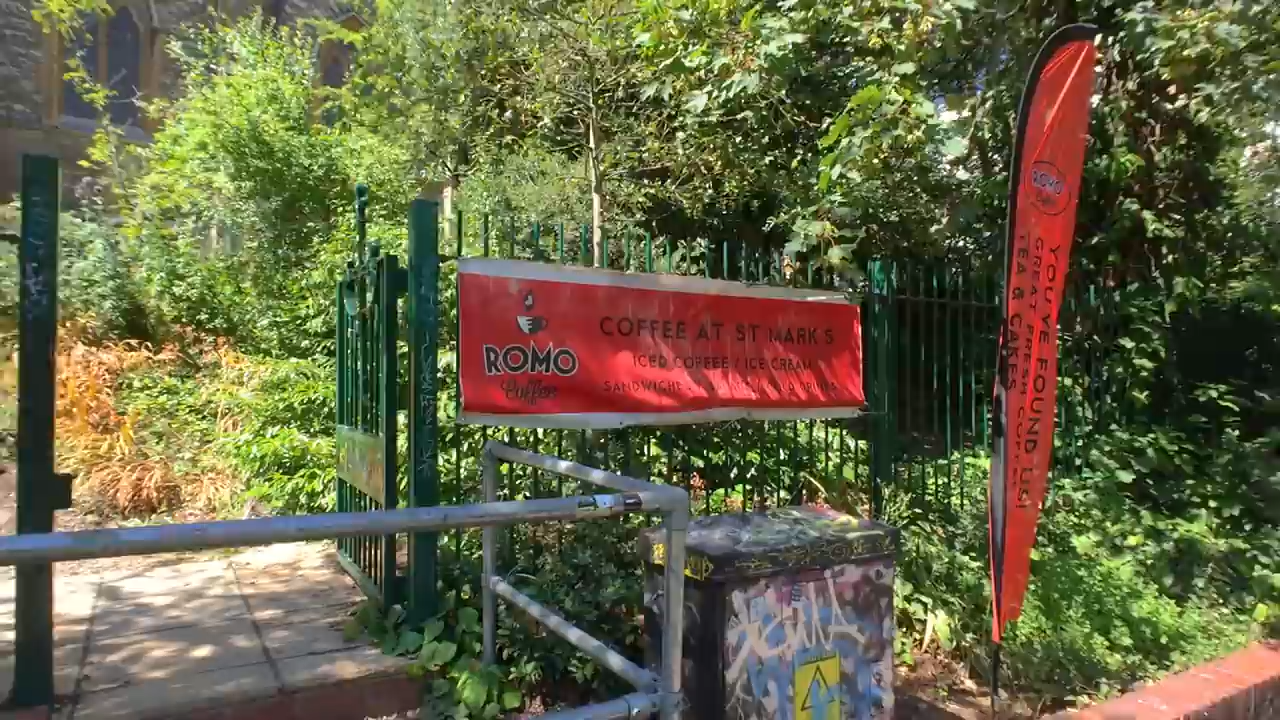 ROMO
Coffee
COFFEE AT ST MARK'S
ICED COFFEE / ICE CREAM
ROMO
YOU'VE FOUND US!
GREAT FRESH COFFEE
TEA & CAKES